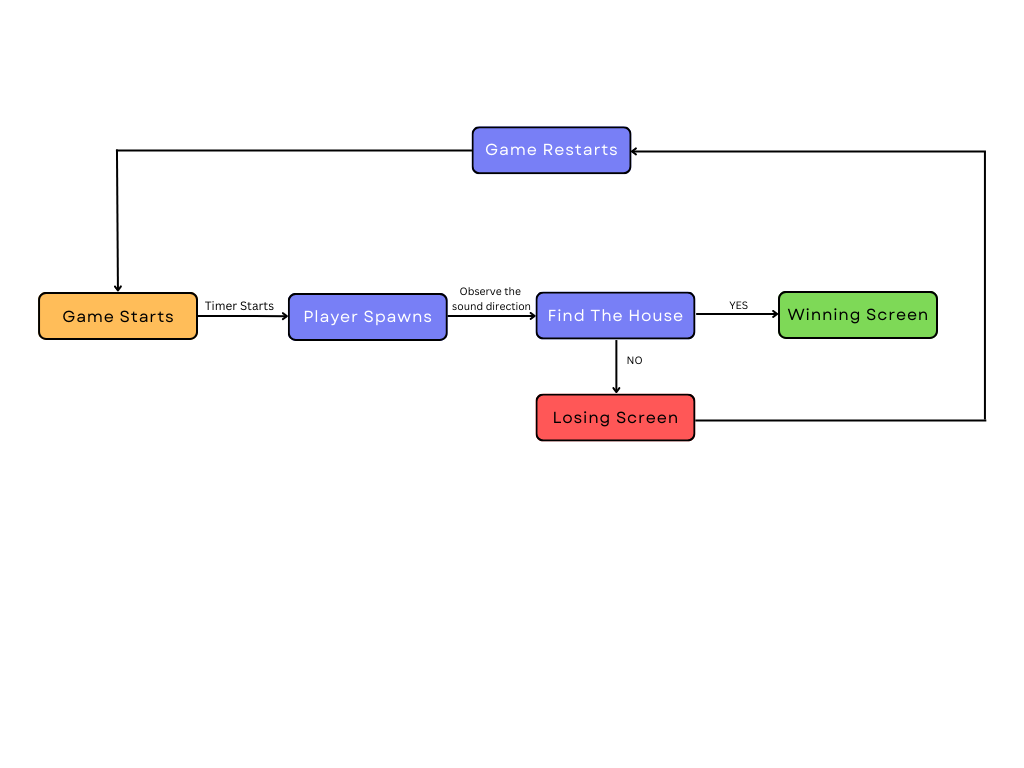 Game Restarts
Game Starts
Timer Starts
Player Spawns
Observe the
sound direction
Find The House
YES
Winning Screen
NO
Losing Screen